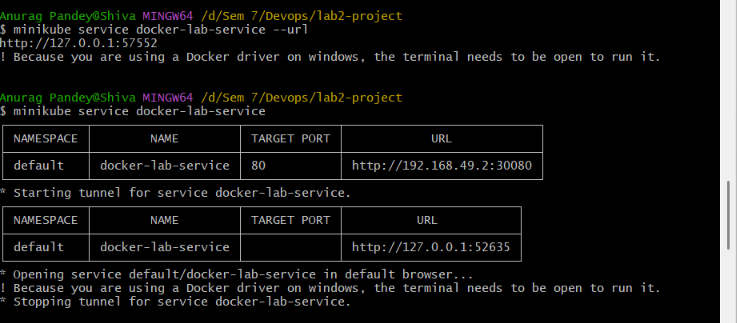 Anurag Pandey@Shiva MINGW64 /d/Sem 7/Devops/lab2-project
$ minikube service docker-lab-service --url
http://127.0.0.1:57552
! Because you are using a Docker driver on windows, the terminal needs to be open to run it.
Anurag Pandey@Shiva MINGW64 /d/Sem 7/Devops/lab2-project
$ minikube service docker-lab-service
NAMESPACE NAME TARGET PORT URL
default docker-lab-service 80 http://192.168.49.2:30080
* Starting tunnel for service docker-lab-service.
NAMESPACE NAME TARGET PORT URL
default docker-lab-service http://127.0.0.1:52635
* Opening service default/docker-lab-service in default browser...
! Because you are using a Docker driver on windows, the terminal needs to be open to run it.
* Stopping tunnel for service docker-lab-service.